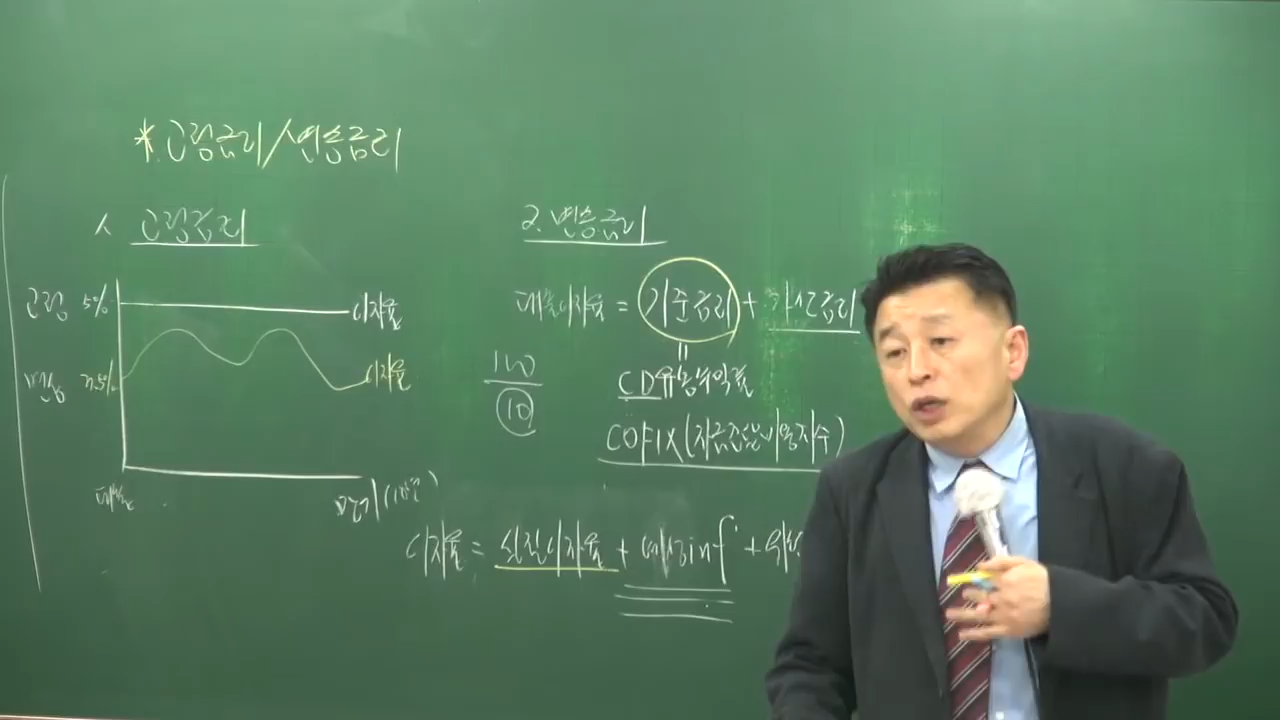 * 고정금리/변동금리
1. 고정금리
고정 5%
이자율
변동 3.5%
이자율
대출
만기(10년)
2. 변동금리
대출이자율 = 기준금리 + 가산금리
=
CD유통수익률
COFIX(자금조달비용지수)
100
10
이자율 = 실질이자율 + 예상inf' + 위험